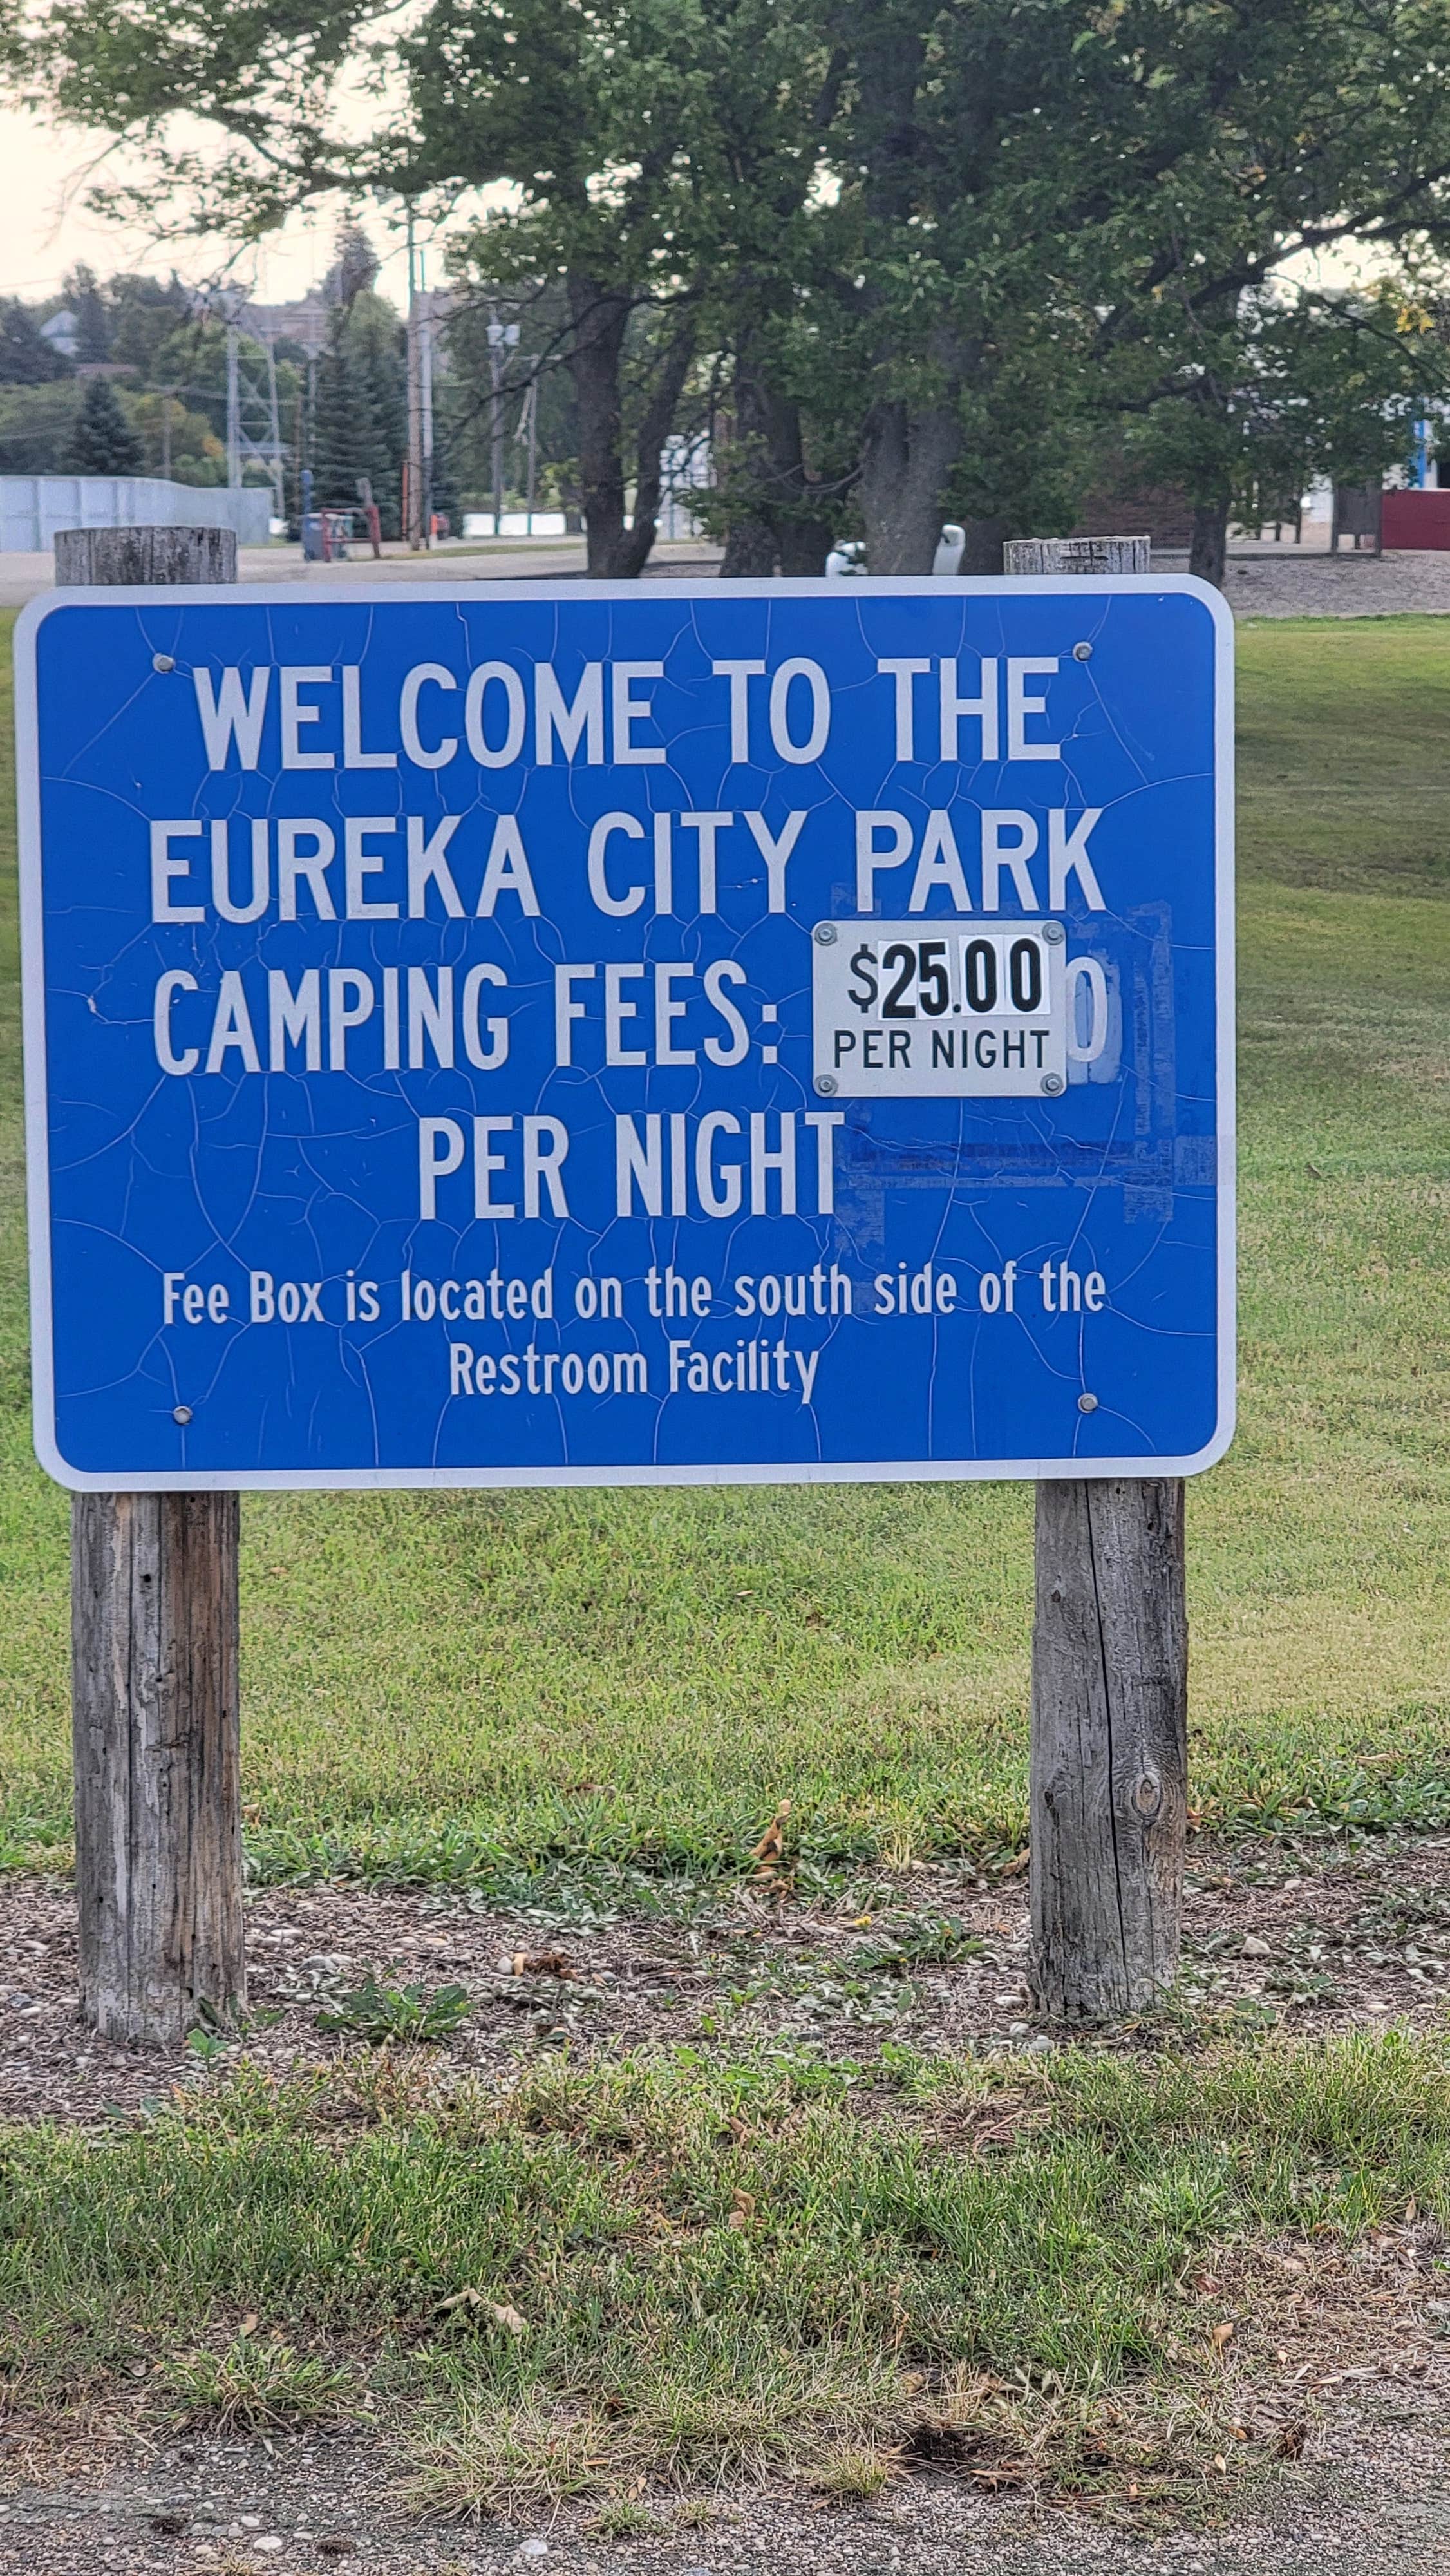 WELCOME TO THE
EUREKA CITY PARK
CAMPING FEES: $25.00 0
PER NIGHT
PER NIGHT
Fee Box is located on the south side of the
Restroom Facility